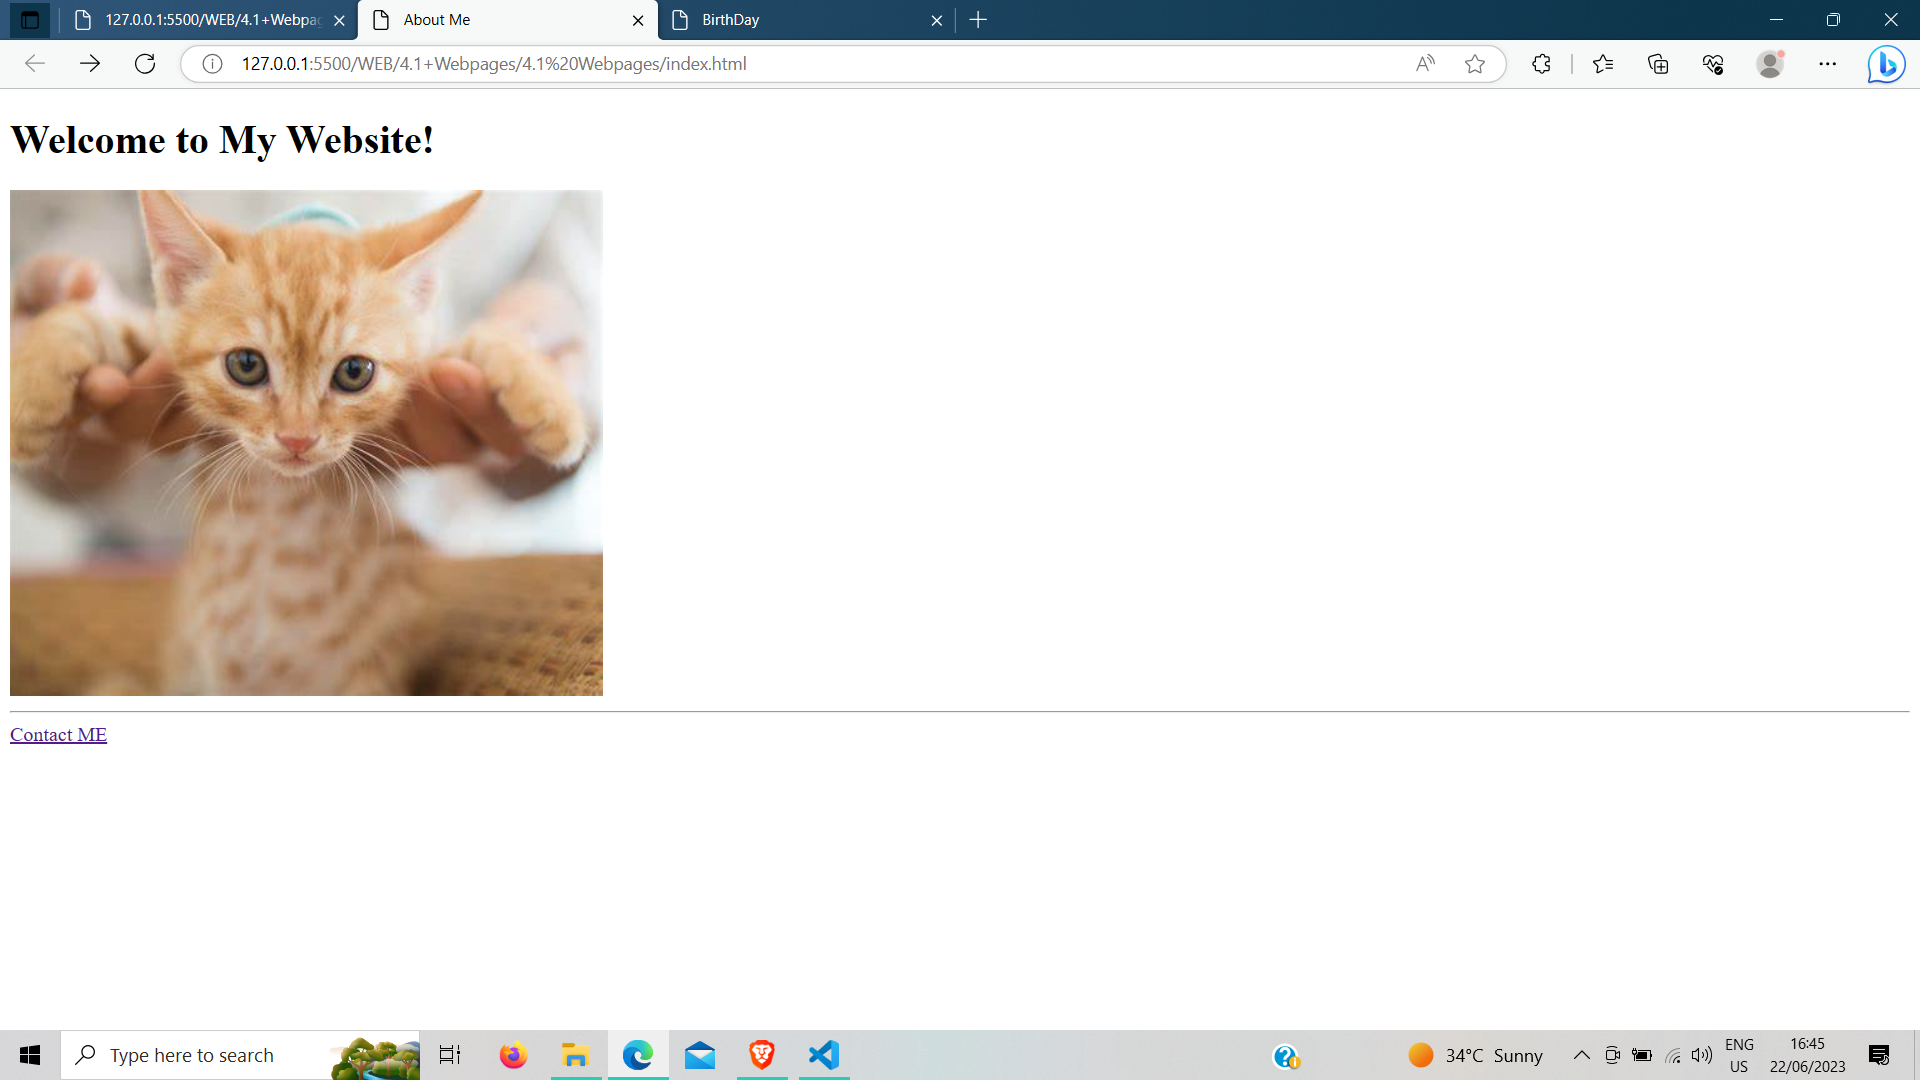 127.0.0.1:5500/WEB/4.1+Webpag
About Me
BirthDay
127.0.0.1:5500/WEB/4.1+Webpages/4.1%20Webpages/index.html
Welcome to My Website!
Contact ME
Type here to search
34°C Sunny
ENG
US
16:45
22/06/2023